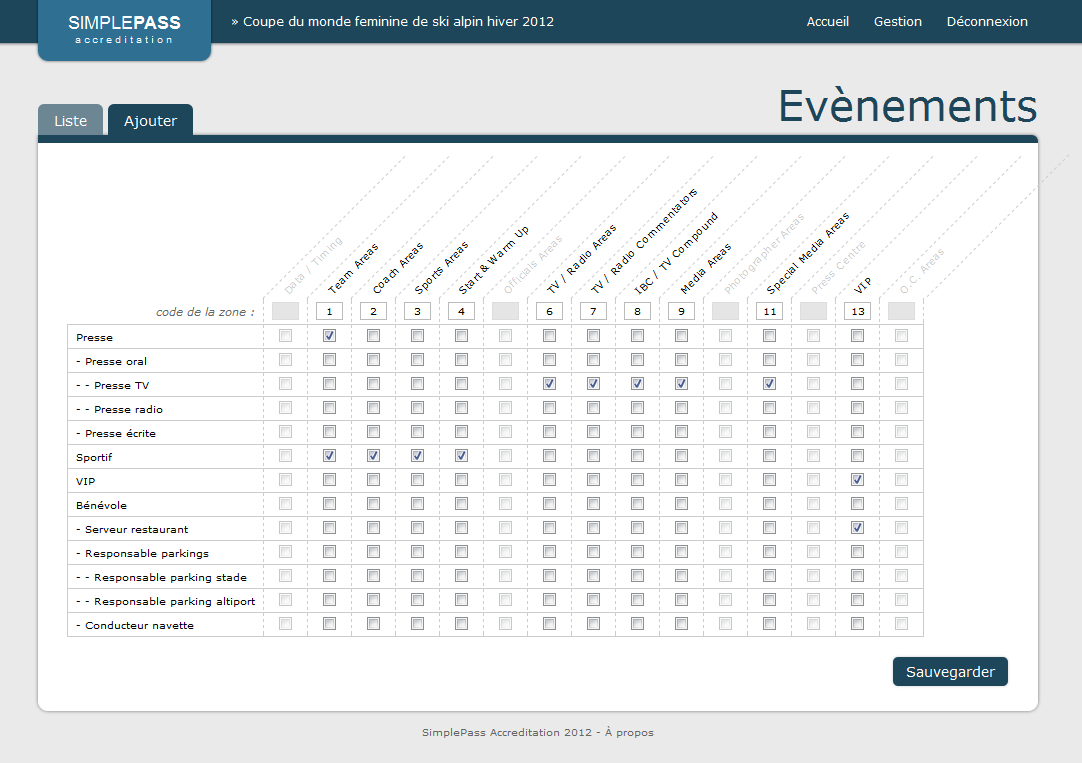 SIMPLEPASS
accreditation
» Coupe du monde feminine de ski alpin hiver 2012
Accueil
Gestion
Déconnexion
Evènements
Liste
Ajouter
Data / Timing
Team Areas
Coach Areas
Sports Areas
Start & Warm Up
Officials Areas
TV / Radio Areas
TV / Radio Commentators
IBC / TV Compound
Media Areas
Photographer Areas
Special Media Areas
Press Centre
VIP
O.C. Areas
code de la zone : 1 2 3 4 6 7 8 9 11 13
Presse
- Presse oral
- - Presse TV
- - Presse radio
- Presse écrite
Sportif
VIP
Bénévole
- Serveur restaurant
- Responsable parkings
- - Responsable parking stade
- - Responsable parking altiport
- Conducteur navette
Sauvegarder
SimplePass Accreditation 2012 - À propos